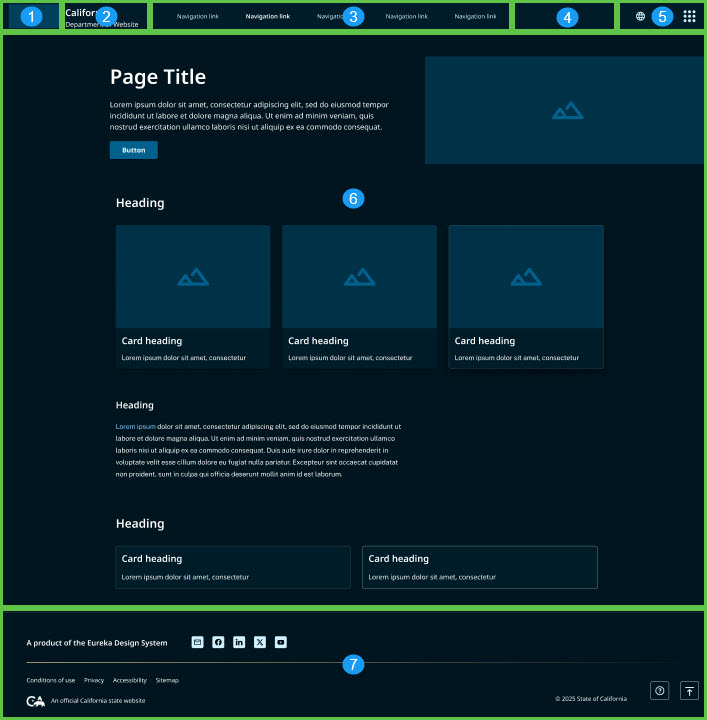 1
2
Department Website
Navigation link
Navigation link
3
Navigation link
Navigation link
4
5
Page Title
Lorem ipsum dolor sit amet, consectetur adipiscing elit, sed do eiusmod tempor
incididunt ut labore et dolore magna aliqua. Ut enim ad minim veniam, quis
nostrud exercitation ullamco laboris nisi ut aliquip ex ea commodo consequat.
Button
6
Heading
Card heading
Lorem ipsum dolor sit amet, consectetur
Card heading
Lorem ipsum dolor sit amet, consectetur
Card heading
Lorem ipsum dolor sit amet, consectetur
Heading
Lorem ipsum dolor sit amet, consectetur adipiscing elit, sed do eiusmod tempor incididunt ut
labore et dolore magna aliqua. Ut enim ad minim veniam, quis nostrud exercitation ullamco
laboris nisi ut aliquip ex ea commodo consequat. Duis aute irure dolor in reprehenderit in
voluptate velit esse cillum dolore eu fugiat nulla pariatur. Excepteur sint occaecat cupidatat
non proident, sunt in culpa qui officia deserunt mollit anim id est laborum.
Heading
Card heading
Lorem ipsum dolor sit amet, consectetur
Card heading
Lorem ipsum dolor sit amet, consectetur
A product of the Eureka Design System
7
Conditions of use
Privacy
Accessibility
Sitemap
CA
An official California state website
© 2025 State of California